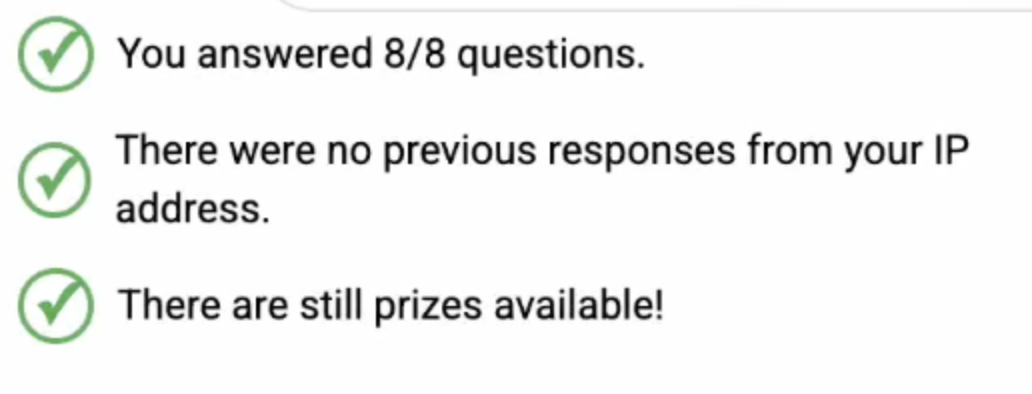 You answered 8/8 questions.
There were no previous responses from your IP
address.
There are still prizes available!